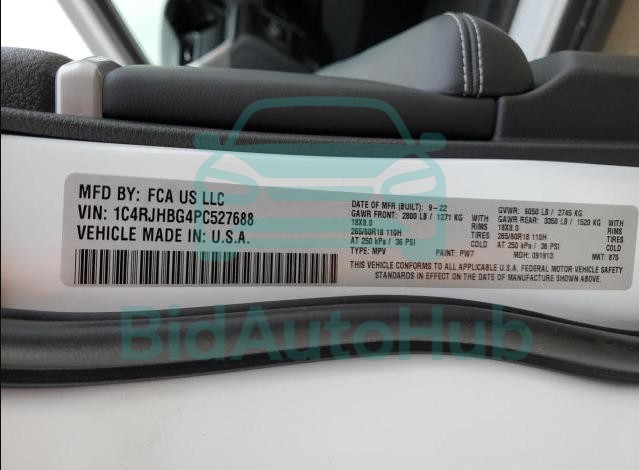 MFD BY: FCA US LLC
VIN: 1C4RJHBG4PC527688
VEHICLE MADE IN: U.S.A.
DATE OF MFR (BUILT): 9-22
GAWR FRONT: 2800 LB / 1271 KG WITH
18X8.0 RIMS
265/60R18 110H TIRES
AT 250 kPa / 36 PSI COLD
TYPE: MPV
GVWR: 6050 LB / 2745 KG
GAWR REAR: 3350 LB / 1520 KG WITH
18X8.0 RIMS
265/60R18 110H TIRES
AT 250 kPa / 36 PSI COLD
PAINT: PW7 MDH: 091913 MKT: 875
THIS VEHICLE CONFORMS TO ALL APPLICABLE U.S.A. FEDERAL MOTOR VEHICLE SAFETY
STANDARDS IN EFFECT ON THE DATE OF MANUFACTURE SHOWN ABOVE.
BidAutoHub